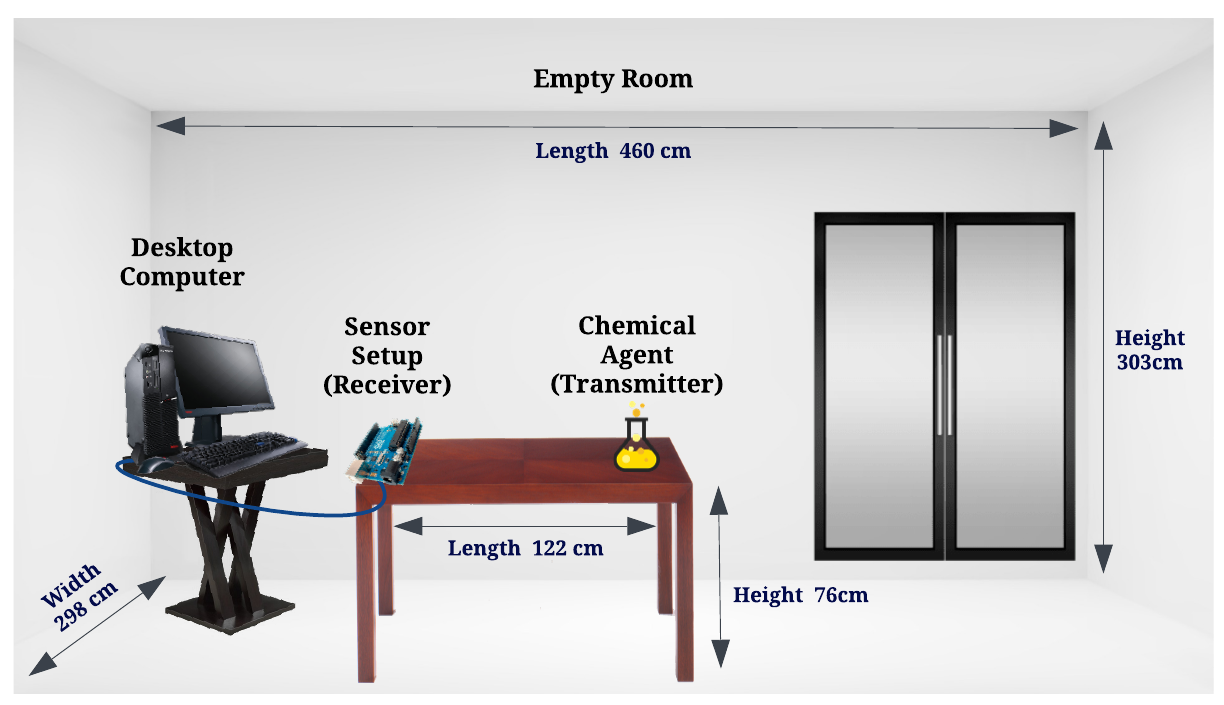 Empty Room
Length 460 cm
Desktop
Computer
Sensor
Setup
(Receiver)
Chemical
Agent
(Transmitter)
Height
303cm
Length 122 cm
Width
298 cm
Height 76cm